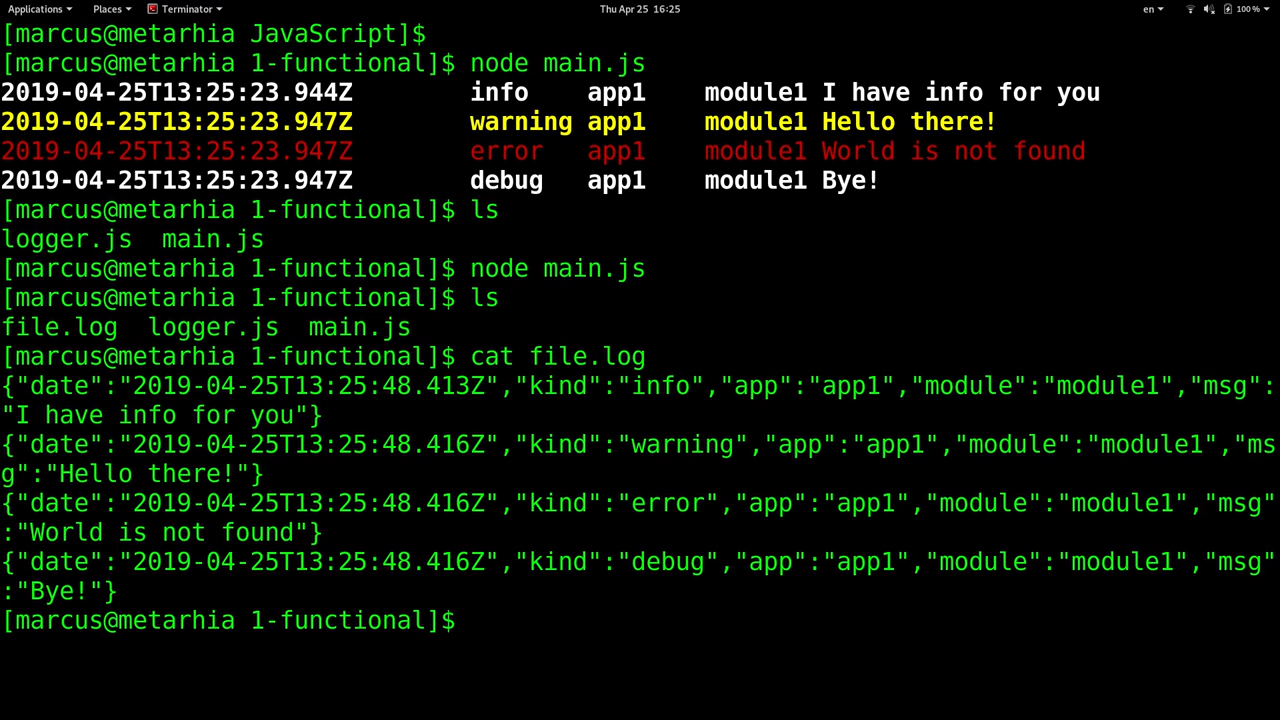 Applications Places Terminator Thu Apr 25 16:25 en 100 %
[marcus@metarhia JavaScript]$
[marcus@metarhia 1-functional]$ node main.js
2019-04-25T13:25:23.944Z        info    app1    module1 I have info for you
2019-04-25T13:25:23.947Z        warning app1    module1 Hello there!
2019-04-25T13:25:23.947Z        error   app1    module1 World is not found
2019-04-25T13:25:23.947Z        debug   app1    module1 Bye!
[marcus@metarhia 1-functional]$ ls
logger.js  main.js
[marcus@metarhia 1-functional]$ node main.js
[marcus@metarhia 1-functional]$ ls
file.log  logger.js  main.js
[marcus@metarhia 1-functional]$ cat file.log
{"date":"2019-04-25T13:25:48.413Z","kind":"info","app":"app1","module":"module1","msg":
"I have info for you"}
{"date":"2019-04-25T13:25:48.416Z","kind":"warning","app":"app1","module":"module1","ms
g":"Hello there!"}
{"date":"2019-04-25T13:25:48.416Z","kind":"error","app":"app1","module":"module1","msg"
:"World is not found"}
{"date":"2019-04-25T13:25:48.416Z","kind":"debug","app":"app1","module":"module1","msg"
:"Bye!"}
[marcus@metarhia 1-functional]$